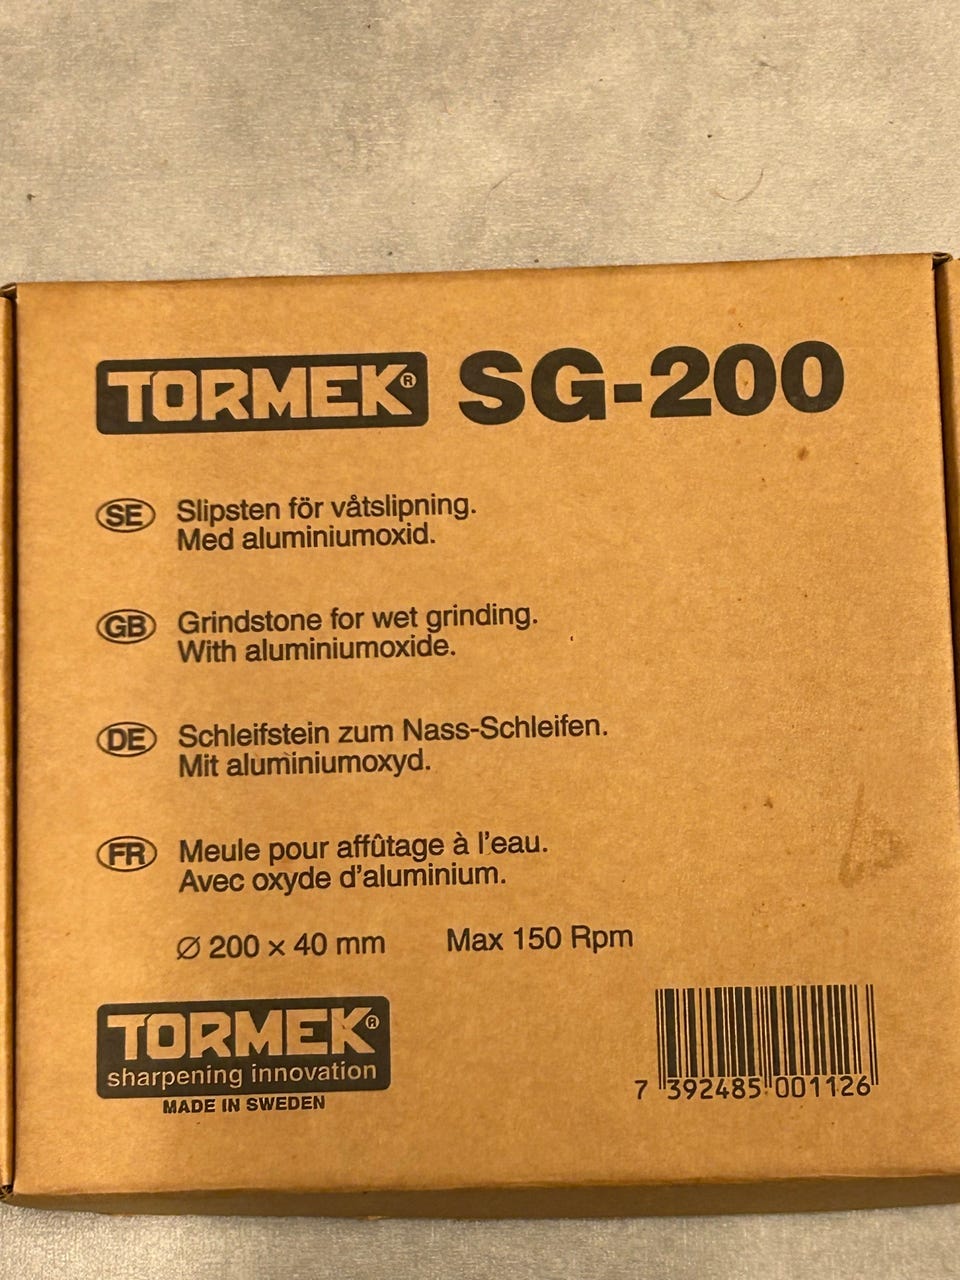 TORMEK® SG-200
SE Slipsten för våtslipning.
Med aluminiumoxid.
GB Grindstone for wet grinding.
With aluminiumoxide.
DE Schleifstein zum Nass-Schleifen.
Mit aluminiumoxyd.
FR Meule pour affûtage à l'eau.
Avec oxyde d'aluminium.
∅ 200 x 40 mm Max 150 Rpm
TORMEK®
sharpening innovation
MADE IN SWEDEN
7 392485 001126